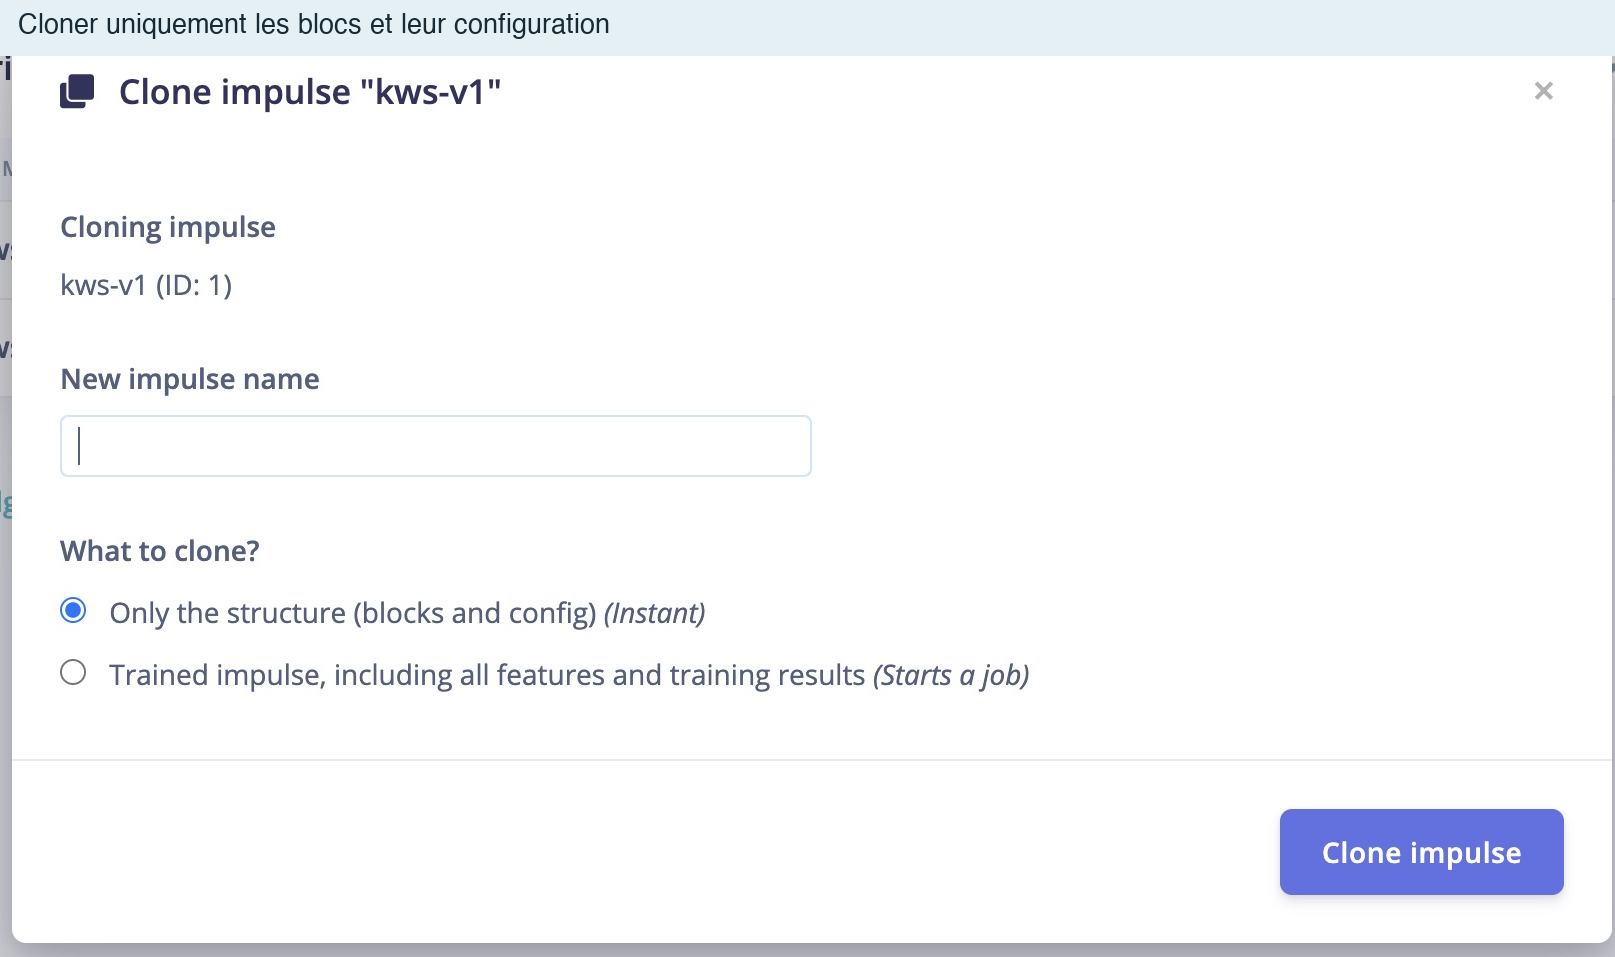 Cloner uniquement les blocs et leur configuration
Clone impulse "kws-v1"
Cloning impulse
kws-v1 (ID: 1)
New impulse name
What to clone?
Only the structure (blocks and config) (Instant)
Trained impulse, including all features and training results (Starts a job)
Clone impulse